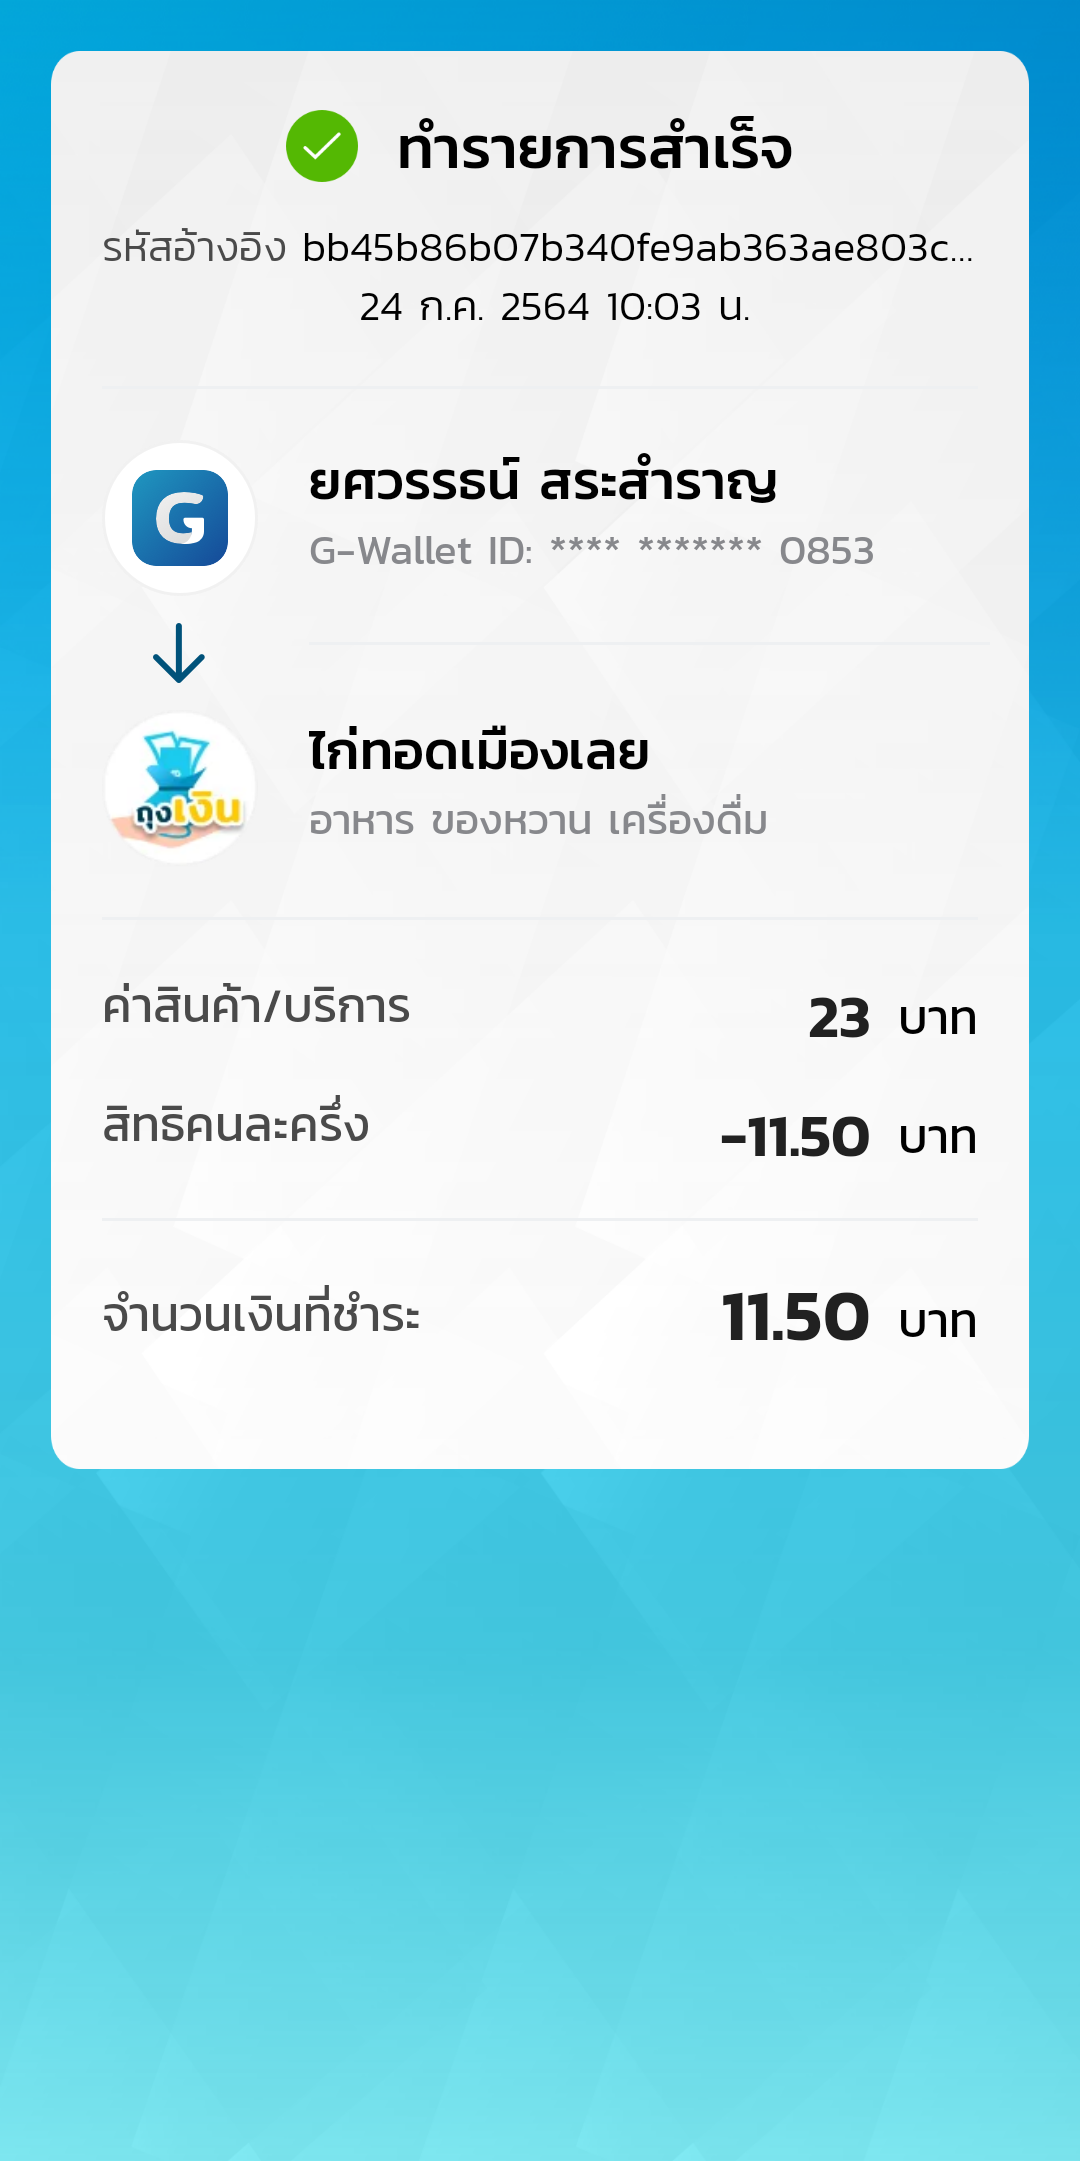 ทำรายการสำเร็จ
รหัสอ้างอิง bb45b86b07b340fe9ab363ae803c...
24 ก.ค. 2564 10:03 น.
G
ยศวรรธน์ สระสำราญ
G-Wallet ID: **** ******* 0853
ถุงเงิน
ไก่ทอดเมืองเลย
อาหาร ของหวาน เครื่องดื่ม
ค่าสินค้า/บริการ 23 บาท
สิทธิคนละครึ่ง -11.50 บาท
จำนวนเงินที่ชำระ 11.50 บาท